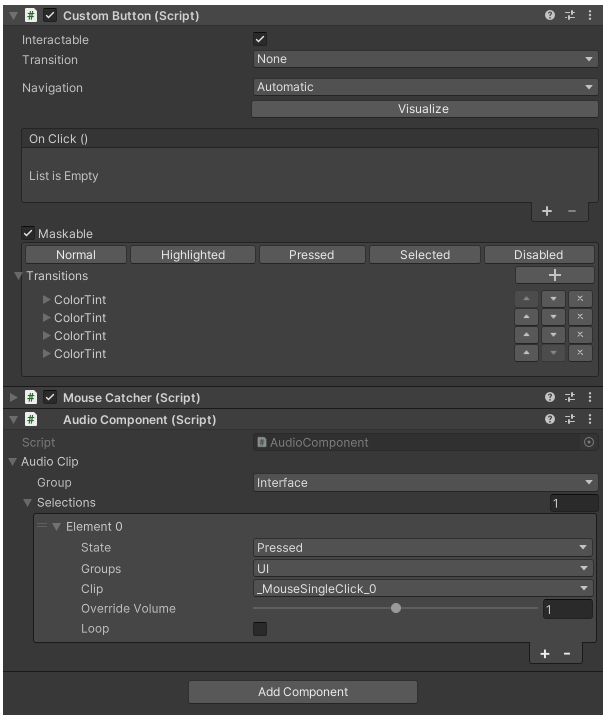 Custom Button (Script)
Interactable
Transition None
Navigation Automatic
Visualize
On Click ()
List is Empty
+ −
Maskable
Normal Highlighted Pressed Selected Disabled
Transitions +
ColorTint
ColorTint
ColorTint
ColorTint
Mouse Catcher (Script)
Audio Component (Script)
Script AudioComponent
Audio Clip
Group Interface
Selections 1
Element 0
State Pressed
Groups UI
Clip _MouseSingleClick_0
Override Volume 1
Loop
+ -
Add Component